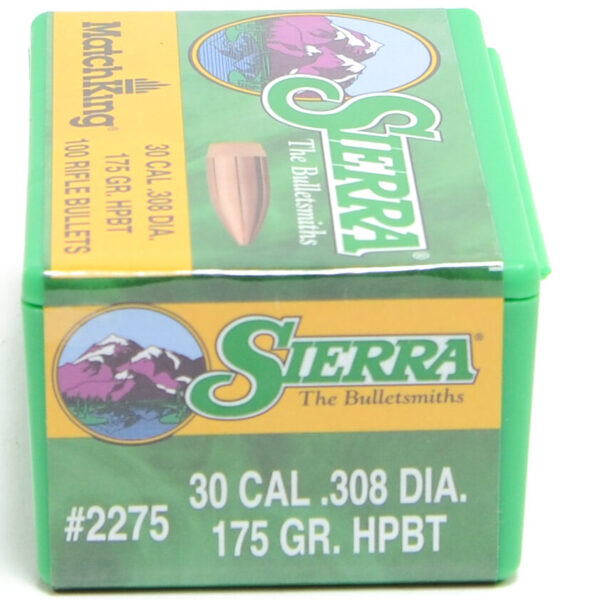 MatchKing®
30 CAL .308 DIA.
175 GR. HPBT
100 RIFLE BULLETS
SIERRA®
The Bulletsmiths
SIERRA®
The Bulletsmiths
#2275
30 CAL .308 DIA.
175 GR. HPBT